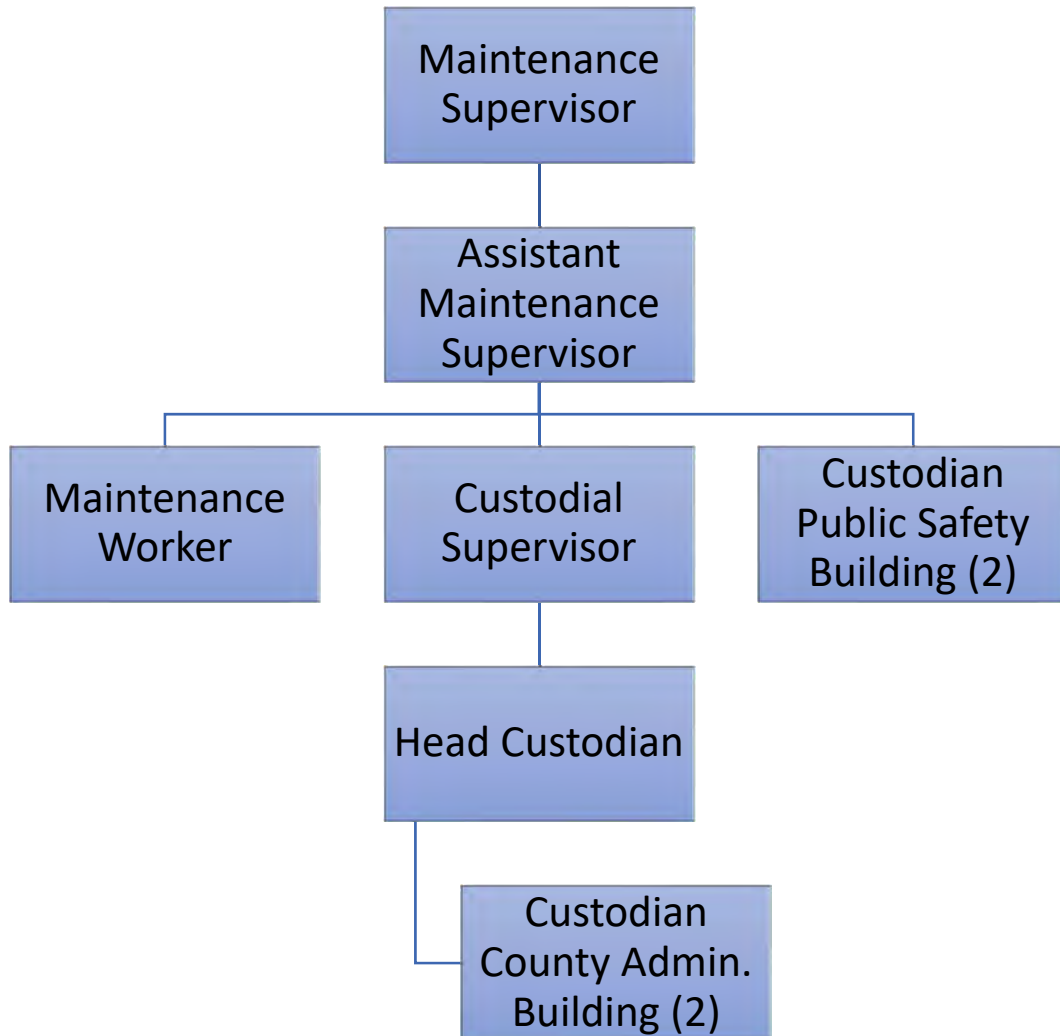 Maintenance
Supervisor
Assistant
Maintenance
Supervisor
Maintenance
Worker
Custodial
Supervisor
Custodian
Public Safety
Building (2)
Head Custodian
Custodian
County Admin.
Building (2)